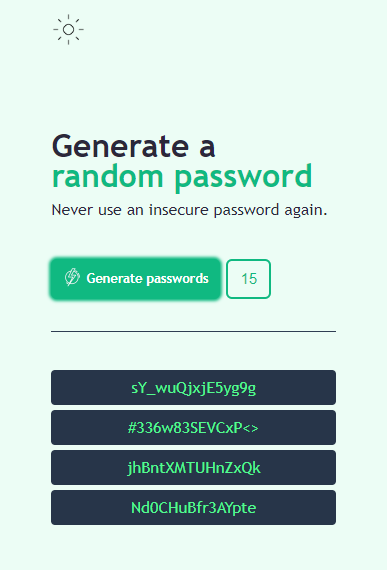 Generate a
random password
Never use an insecure password again.
Generate passwords
15
sY_wuQjxjE5yg9g
#336w83SEVCxP<>
jhBntXMTUHnZxQk
Nd0CHuBfr3AYpte